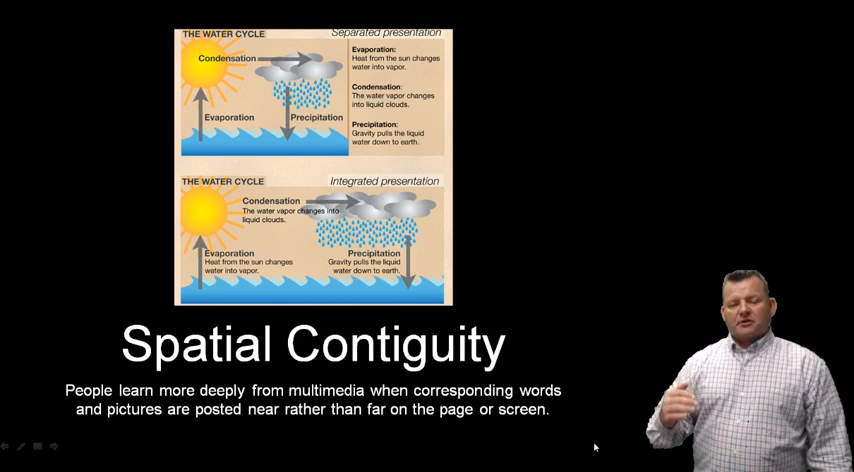 THE WATER CYCLE
Separated presentation
Condensation
Evaporation
Precipitation
Evaporation:
Heat from the sun changes
water into vapor.
Condensation:
The water vapor changes
into liquid clouds.
Precipitation:
Gravity pulls the liquid
water down to earth.
THE WATER CYCLE
Integrated presentation
Condensation
The water vapor changes into
liquid clouds.
Evaporation
Heat from the sun changes
water into vapor.
Precipitation
Gravity pulls the liquid
water down to earth.
Spatial Contiguity
People learn more deeply from multimedia when corresponding words
and pictures are posted near rather than far on the page or screen.